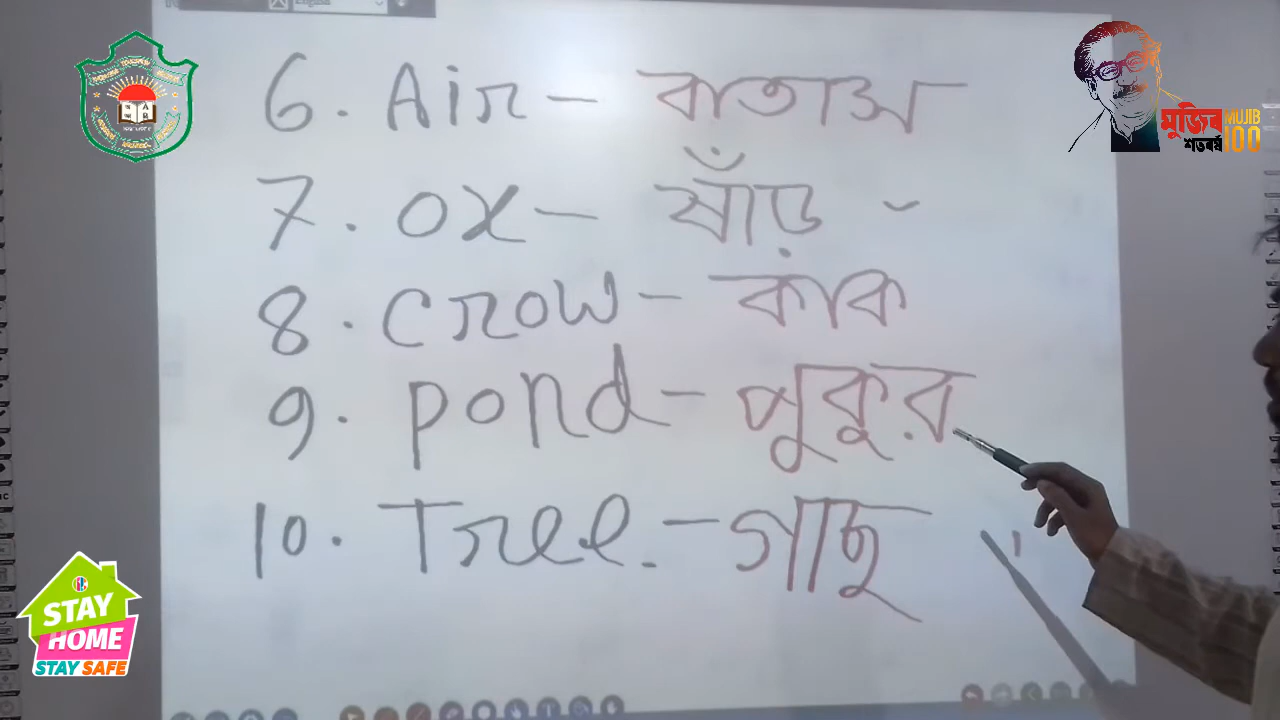 6. Air - বাতাস
7. ox - ষাঁড়
8. Crow - কাক
9. pond - পুকুর
10. Tree. - গাছ
মুজিব MUJIB
শতবর্ষ 100
STAY
HOME
STAY SAFE